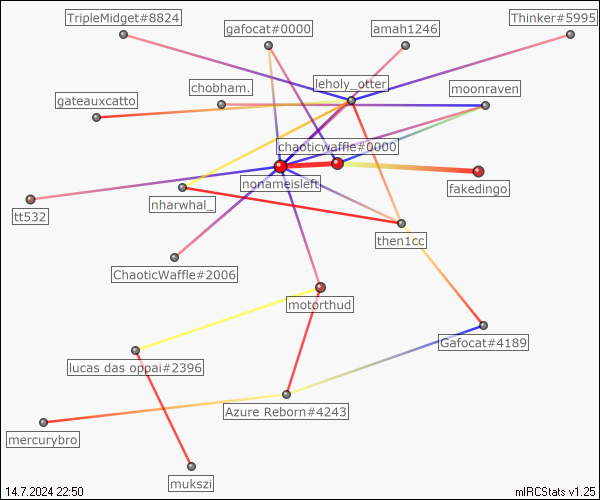 TripleMidget#8824
gafocat#0000
amah1246
Thinker#5995
chobham.
leholy_otter
moonraven
gateauxcatto
chaoticwaffle#0000
nonameisleft
fakedingo
tt532
nharwhal_
then1cc
ChaoticWaffle#2006
motorthud
Gafocat#4189
lucas das oppai#2396
Azure Reborn#4243
mercurybro
mukszi
14.7.2024 22:50
mIRCStats v1.25